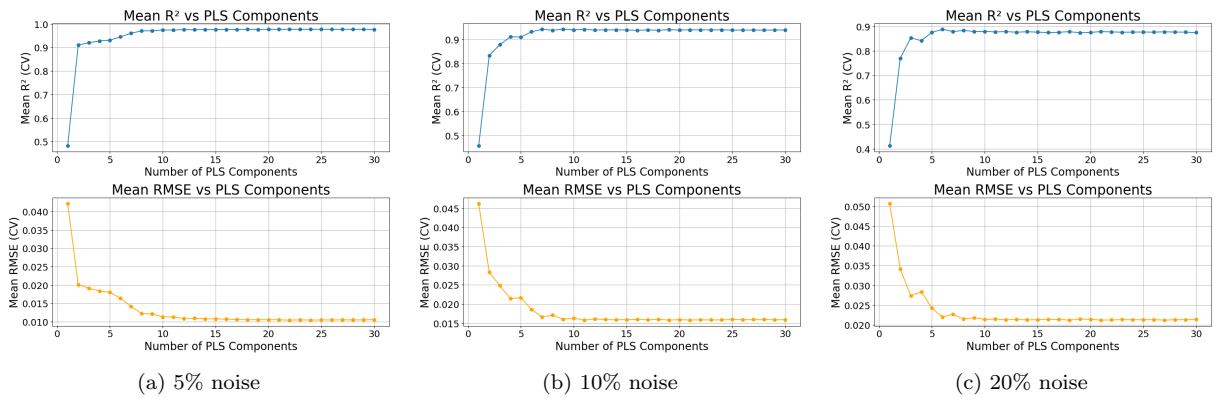 Mean R² vs PLS Components
Mean R² (CV)
1.0
0.9
0.8
0.7
0.6
0.5
0 5 10 15 20 25 30
Number of PLS Components
Mean RMSE vs PLS Components
Mean RMSE (CV)
0.040
0.035
0.030
0.025
0.020
0.015
0.010
0 5 10 15 20 25 30
Number of PLS Components
(a) 5% noise
Mean R² vs PLS Components
Mean R² (CV)
0.9
0.8
0.7
0.6
0.5
0 5 10 15 20 25 30
Number of PLS Components
Mean RMSE vs PLS Components
Mean RMSE (CV)
0.045
0.040
0.035
0.030
0.025
0.020
0.015
0 5 10 15 20 25 30
Number of PLS Components
(b) 10% noise
Mean R² vs PLS Components
Mean R² (CV)
0.9
0.8
0.7
0.6
0.5
0.4
0 5 10 15 20 25 30
Number of PLS Components
Mean RMSE vs PLS Components
Mean RMSE (CV)
0.050
0.045
0.040
0.035
0.030
0.025
0.020
0 5 10 15 20 25 30
Number of PLS Components
(c) 20% noise